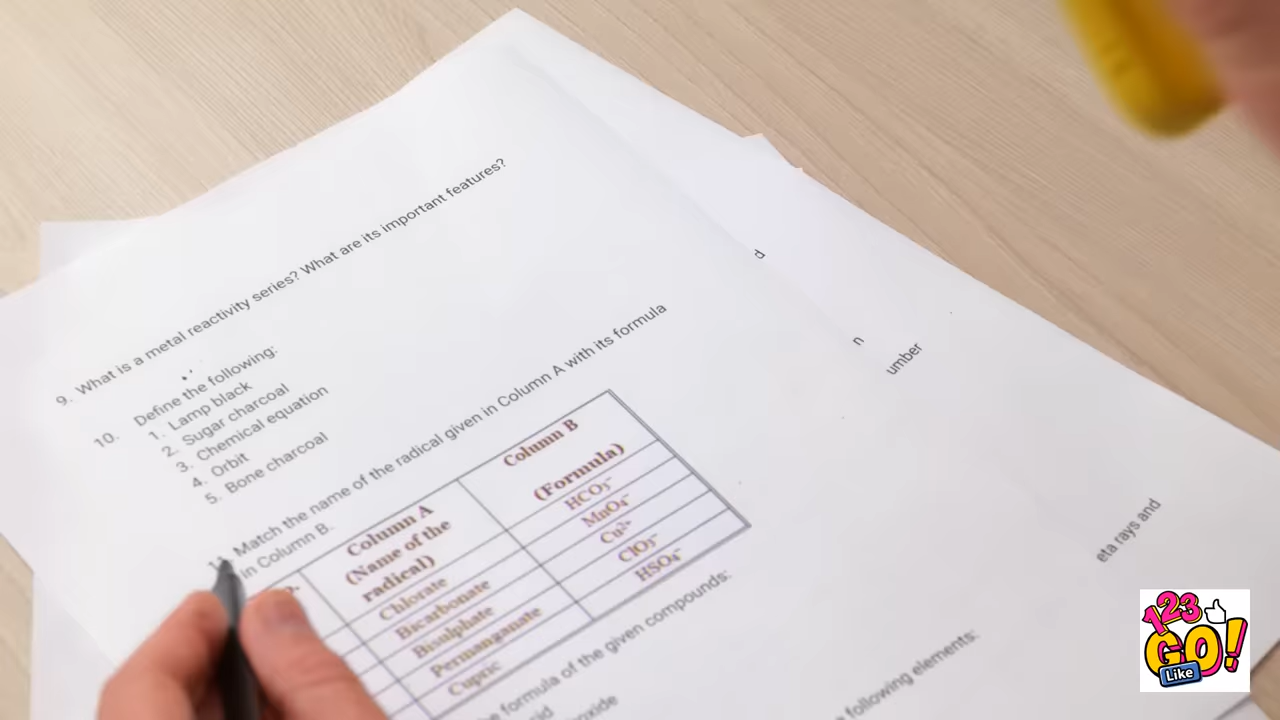 9. What is a metal reactivity series? What are its important features?
10. Define the following:
1. Lamp black
2. Sugar charcoal
3. Chemical equation
4. Orbit
5. Bone charcoal
Match the name of the radical given in Column A with its formula
in Column B.
Column A
(Name of the
radical)
Column B
(Formula)
Chlorate
HCO₃⁻
Bicarbonate
MnO₄⁻
Bisulphate
Cu²⁺
Permanganate
ClO₃⁻
Cupric
HSO₄⁻
formula of the given compounds:
d
n
umber
eta rays and
following elements:
123
GO!
Like